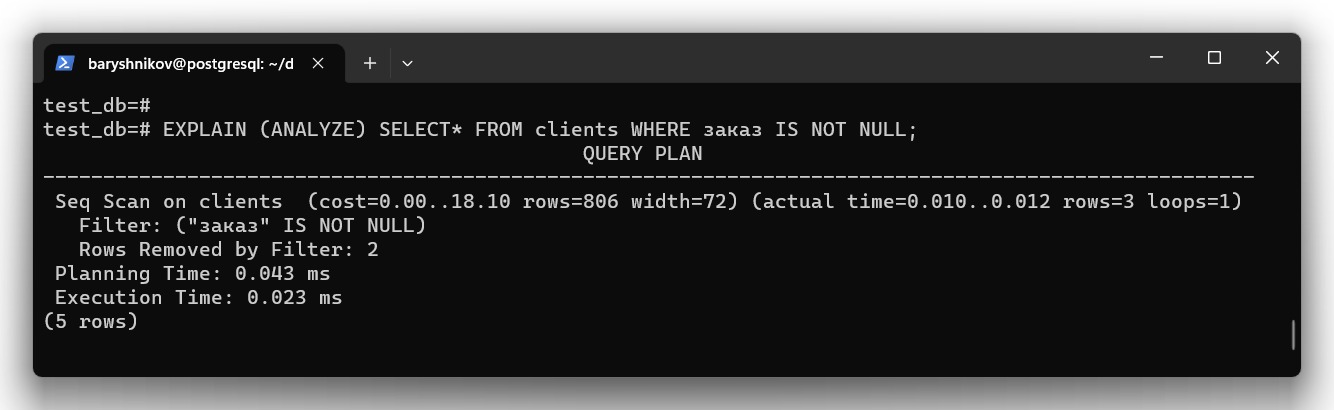 baryshnikov@postgresql: ~/d
test_db=#
test_db=# EXPLAIN (ANALYZE) SELECT* FROM clients WHERE заказ IS NOT NULL;
QUERY PLAN
-----------------------------------------------------------------------------------------------------
Seq Scan on clients  (cost=0.00..18.10 rows=806 width=72) (actual time=0.010..0.012 rows=3 loops=1)
Filter: ("заказ" IS NOT NULL)
Rows Removed by Filter: 2
Planning Time: 0.043 ms
Execution Time: 0.023 ms
(5 rows)